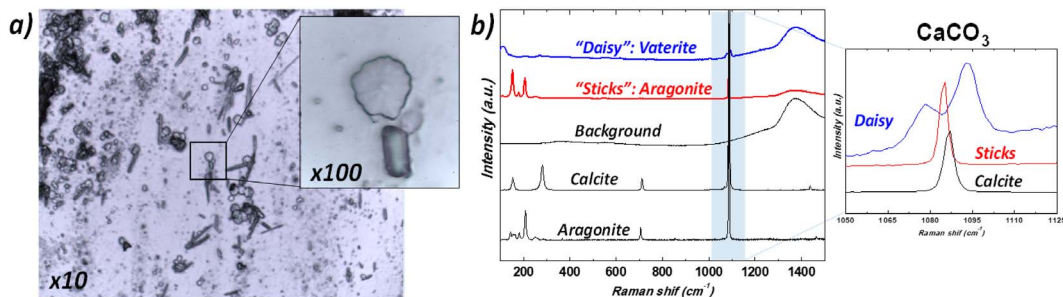 a)
x100
x10
b)
Intensity (a.u.)
"Daisy": Vaterite
"Sticks": Aragonite
Background
Calcite
Aragonite
200 400 600 800 1000 1200 1400
Raman shif (cm-1)
CaCO3
Intensity (a.u.)
Daisy
Sticks
Calcite
1050 1065 1080 1095 1110 1125
Raman shif (cm-1)